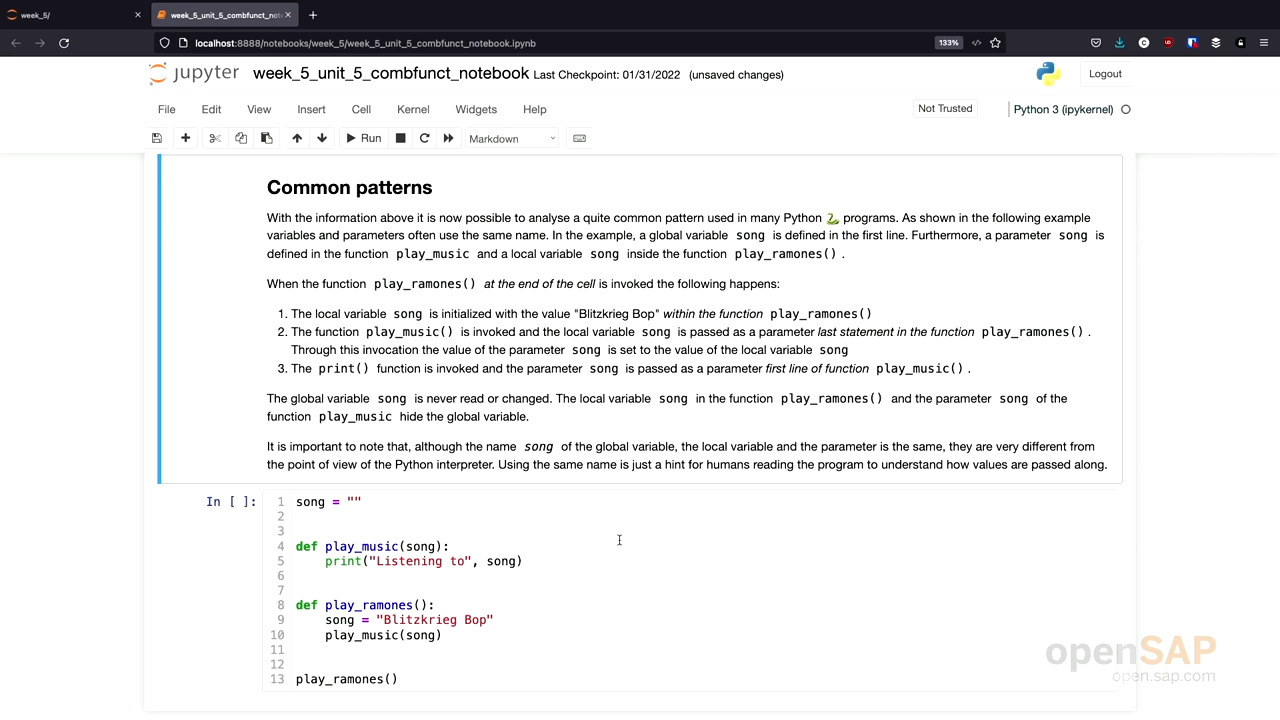 week_5/
week_5_unit_5_combfunct_not
localhost:8888/notebooks/week_5/week_5_unit_5_combfunct_notebook.ipynb
133%
jupyter week_5_unit_5_combfunct_notebook Last Checkpoint: 01/31/2022 (unsaved changes)
Logout
File Edit View Insert Cell Kernel Widgets Help
Not Trusted
Python 3 (ipykernel)
Run
Markdown
Common patterns
With the information above it is now possible to analyse a quite common pattern used in many Python 🐍 programs. As shown in the following example
variables and parameters often use the same name. In the example, a global variable song is defined in the first line. Furthermore, a parameter song is
defined in the function play_music and a local variable song inside the function play_ramones() .
When the function play_ramones() at the end of the cell is invoked the following happens:
1. The local variable song is initialized with the value "Blitzkrieg Bop" within the function play_ramones()
2. The function play_music() is invoked and the local variable song is passed as a parameter last statement in the function play_ramones() .
Through this invocation the value of the parameter song is set to the value of the local variable song
3. The print() function is invoked and the parameter song is passed as a parameter first line of function play_music() .
The global variable song is never read or changed. The local variable song in the function play_ramones() and the parameter song of the
function play_music hide the global variable.
It is important to note that, although the name song of the global variable, the local variable and the parameter is the same, they are very different from
the point of view of the Python interpreter. Using the same name is just a hint for humans reading the program to understand how values are passed along.
In [ ]:
1 song = ""
2
3
4 def play_music(song):
5     print("Listening to", song)
6
7
8 def play_ramones():
9     song = "Blitzkrieg Bop"
10     play_music(song)
11
12
13 play_ramones()
openSAP
open.sap.com